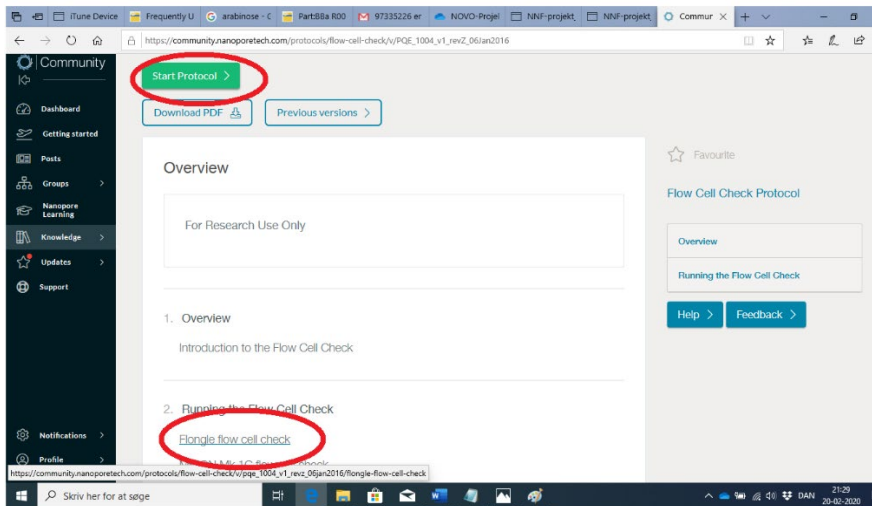 iTune Device
Frequently U
arabinose - C
Part:BBa R00
97335226 er
NOVO-Projel
NNF-projekt,
NNF-projekt,
Commur
https://community.nanoporetech.com/protocols/flow-cell-check/v/PQE_1004_v1_revZ_06Jan2016
Community
Dashboard
Getting started
Posts
Groups
Nanopore
Learning
Knowledge
Updates
Support
Notifications
Profile
Start Protocol
Download PDF
Previous versions
Overview
For Research Use Only
1. Overview
Introduction to the Flow Cell Check
2. Running the Flow Cell Check
Flongle flow cell check
Favourite
Flow Cell Check Protocol
Overview
Running the Flow Cell Check
Help
Feedback
https://community.nanoporetech.com/protocols/flow-cell-check/v/pqe_1004_v1_revz_06jan2016/flongle-flow-cell-check
Skriv her for at søge
DAN
21:29
20-02-2020